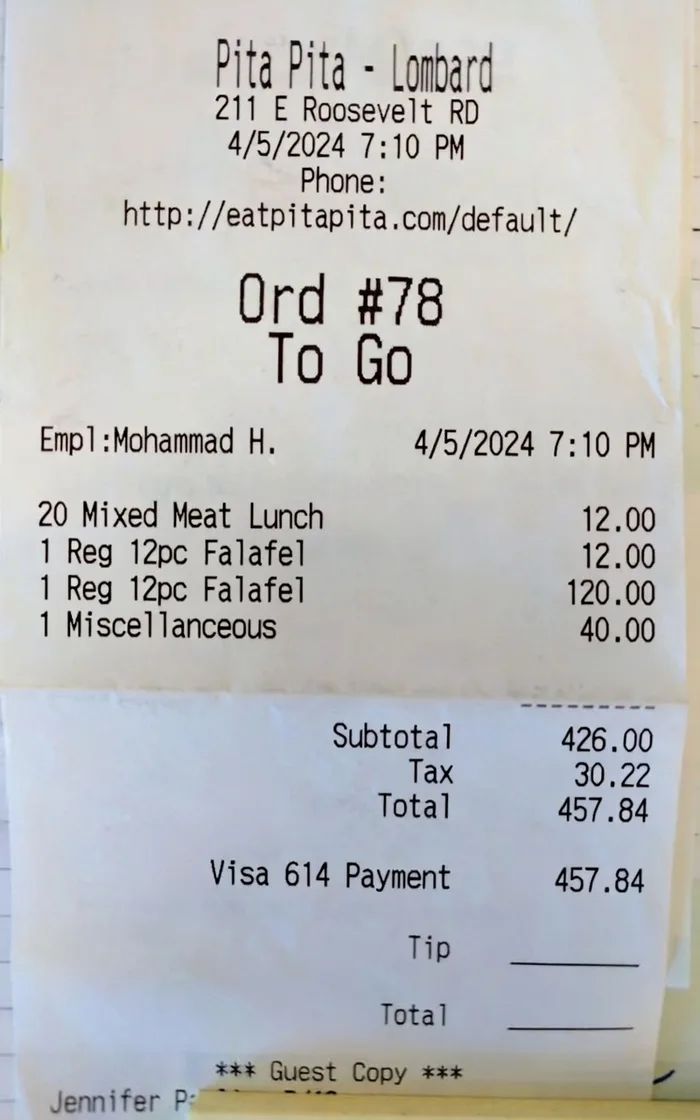 Pita Pita - Lombard
211 E Roosevelt RD
4/5/2024 7:10 PM
Phone:
http://eatpitapita.com/default/
Ord #78
To Go
Empl:Mohammad H. 4/5/2024 7:10 PM
20 Mixed Meat Lunch 12.00
1 Reg 12pc Falafel 12.00
1 Reg 12pc Falafel 120.00
1 Miscellanceous 40.00
---------
Subtotal 426.00
Tax 30.22
Total 457.84
Visa 614 Payment 457.84
Tip
Total
*** Guest Copy ***
Jennifer